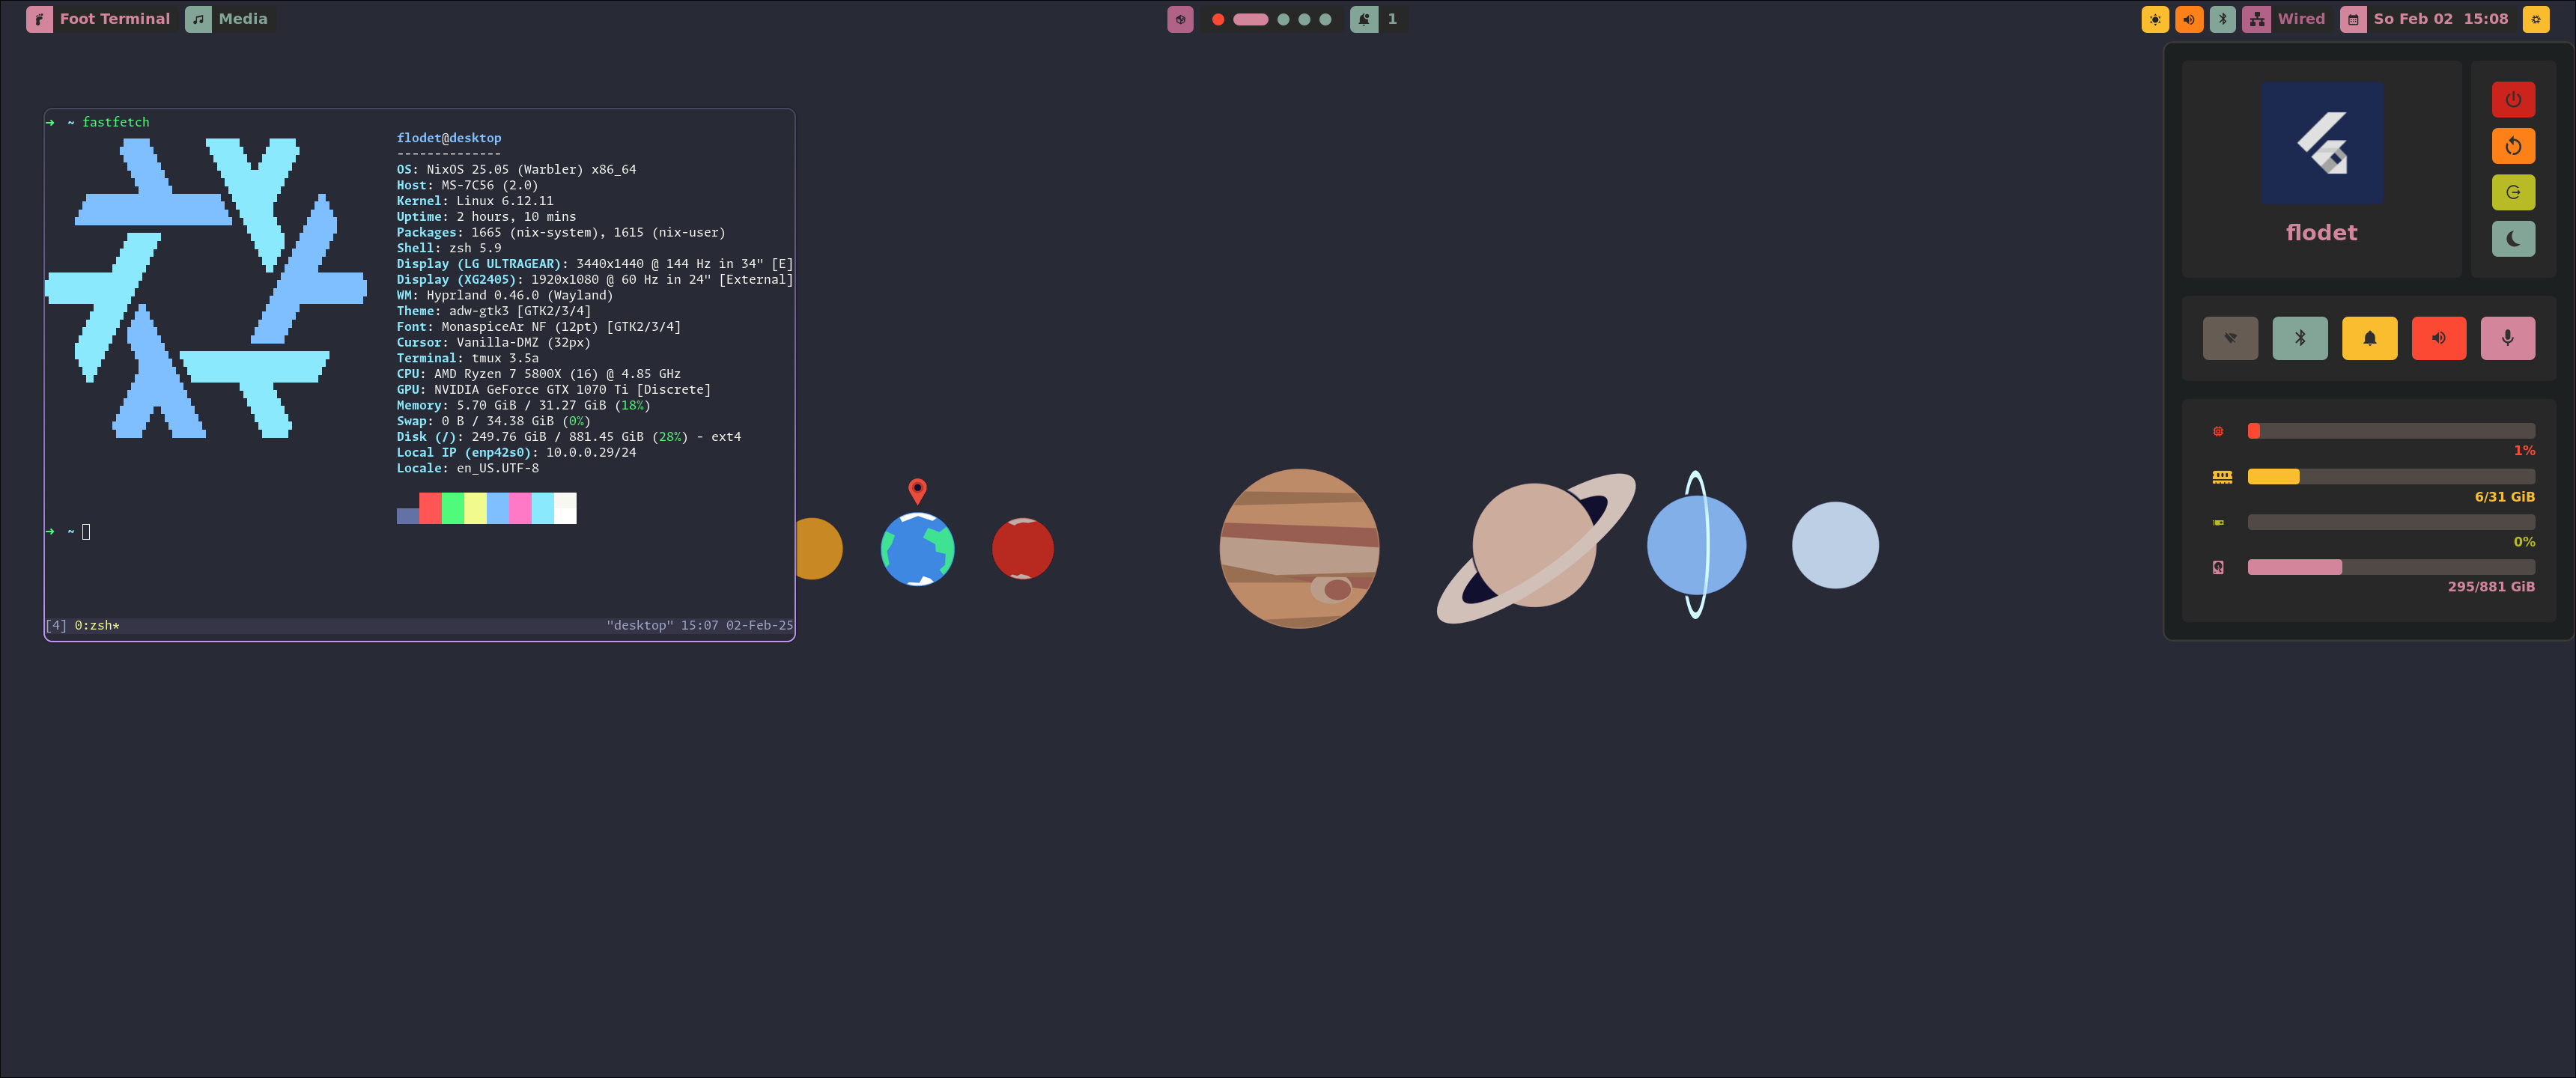 Foot Terminal Media 1 Wired So Feb 02 15:08
➜ ~ fastfetch
flodet@desktop
--------------
OS: NixOS 25.05 (Warbler) x86_64
Host: MS-7C56 (2.0)
Kernel: Linux 6.12.11
Uptime: 2 hours, 10 mins
Packages: 1665 (nix-system), 1615 (nix-user)
Shell: zsh 5.9
Display (LG ULTRAGEAR): 3440x1440 @ 144 Hz in 34" [E]
Display (XG2405): 1920x1080 @ 60 Hz in 24" [External]
WM: Hyprland 0.46.0 (Wayland)
Theme: adw-gtk3 [GTK2/3/4]
Font: MonaspiceAr NF (12pt) [GTK2/3/4]
Cursor: Vanilla-DMZ (32px)
Terminal: tmux 3.5a
CPU: AMD Ryzen 7 5800X (16) @ 4.85 GHz
GPU: NVIDIA GeForce GTX 1070 Ti [Discrete]
Memory: 5.70 GiB / 31.27 GiB (18%)
Swap: 0 B / 34.38 GiB (0%)
Disk (/): 249.76 GiB / 881.45 GiB (28%) - ext4
Local IP (enp42s0): 10.0.0.29/24
Locale: en_US.UTF-8
➜ ~
[4] 0:zsh* "desktop" 15:07 02-Feb-25
flodet
1%
6/31 GiB
0%
295/881 GiB